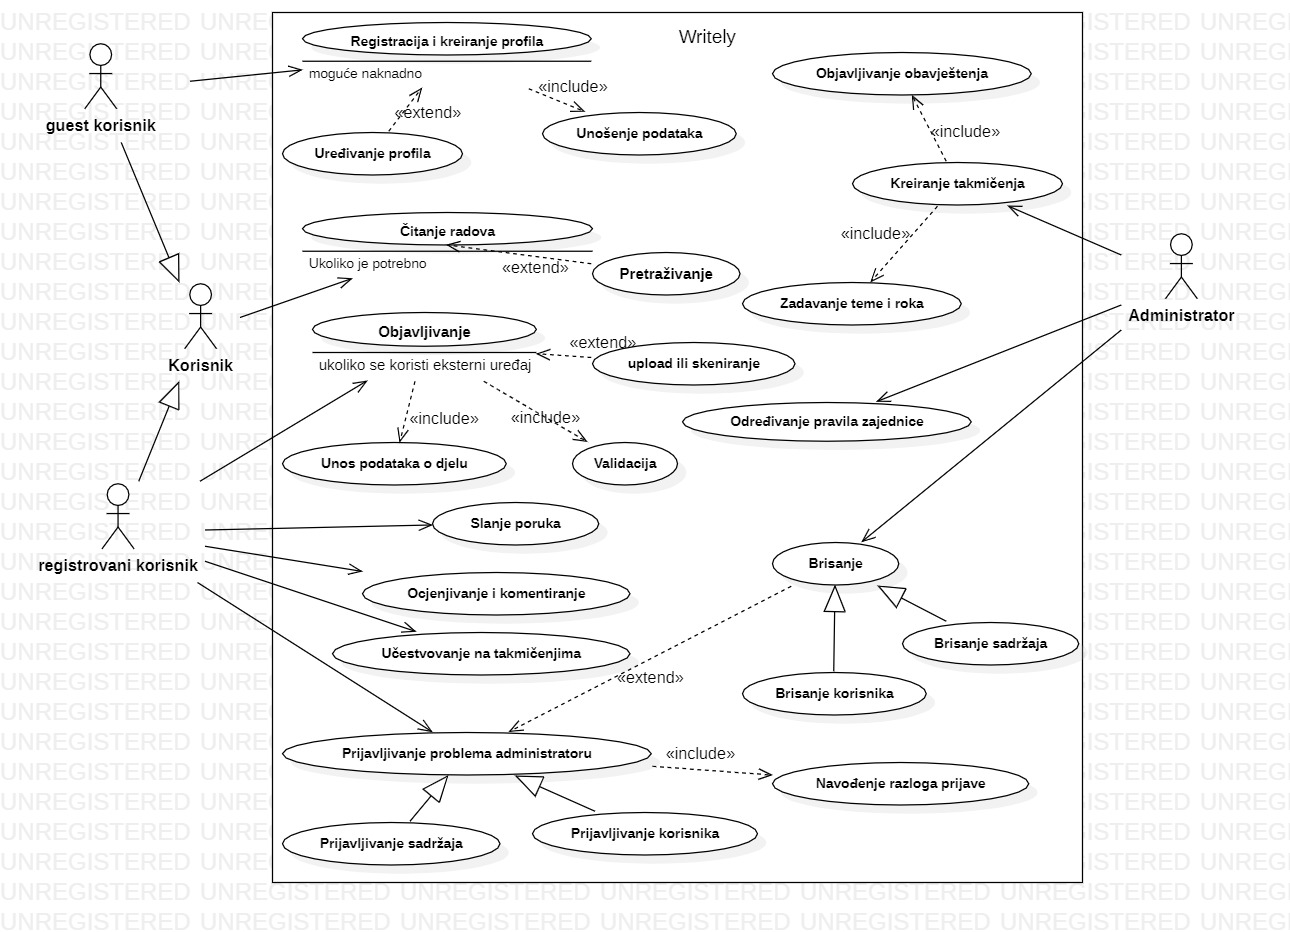 Writely
Registracija i kreiranje profila
moguće naknadno
«extend»
«include»
Uređivanje profila
Unošenje podataka
Objavljivanje obavještenja
«include»
Kreiranje takmičenja
«include»
Zadavanje teme i roka
guest korisnik
Korisnik
registrovani korisnik
Administrator
Čitanje radova
Ukoliko je potrebno
«extend»
Pretraživanje
Objavljivanje
ukoliko se koristi eksterni uređaj
«extend»
upload ili skeniranje
«include»
«include»
Unos podataka o djelu
Validacija
Određivanje pravila zajednice
Slanje poruka
Ocjenjivanje i komentiranje
Učestvovanje na takmičenjima
Brisanje
Brisanje sadržaja
Brisanje korisnika
«extend»
Prijavljivanje problema administratoru
«include»
Navođenje razloga prijave
Prijavljivanje sadržaja
Prijavljivanje korisnika
UNREGISTERED